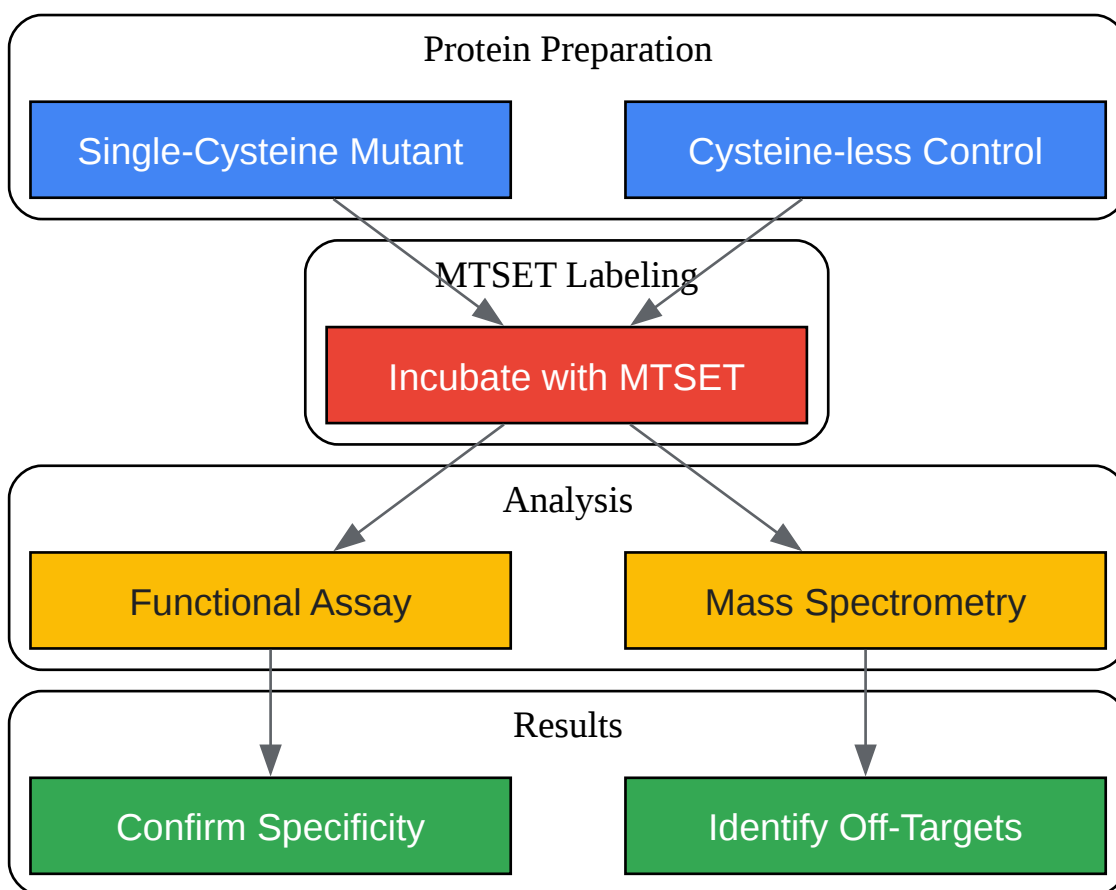 Protein Preparation
Single-Cysteine Mutant
Cysteine-less Control
MTSET Labeling
Incubate with MTSET
Analysis
Functional Assay
Mass Spectrometry
Results
Confirm Specificity
Identify Off-Targets